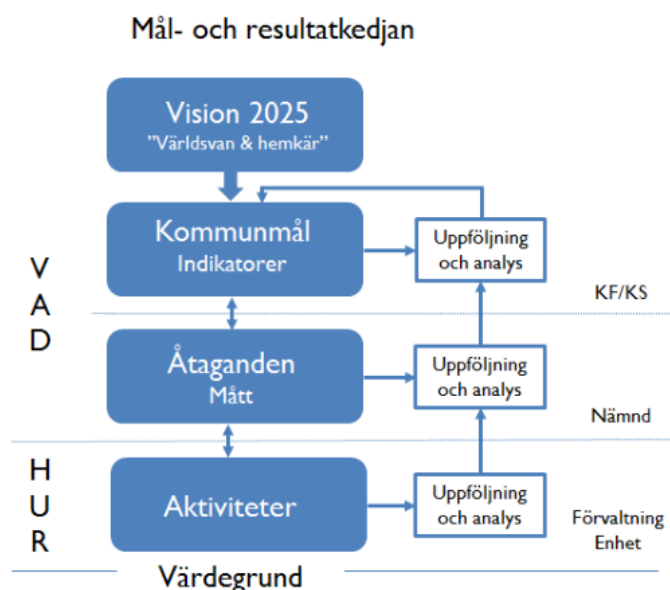 Mål- och resultatkedjan
Vision 2025
”Världsvan & hemkär”
Kommunmål
Indikatorer
Uppföljning
och analys
KF/KS
V
A
D
Åtaganden
Mått
Uppföljning
och analys
Nämnd
H
U
R
Aktiviteter
Uppföljning
och analys
Förvaltning
Enhet
Värdegrund